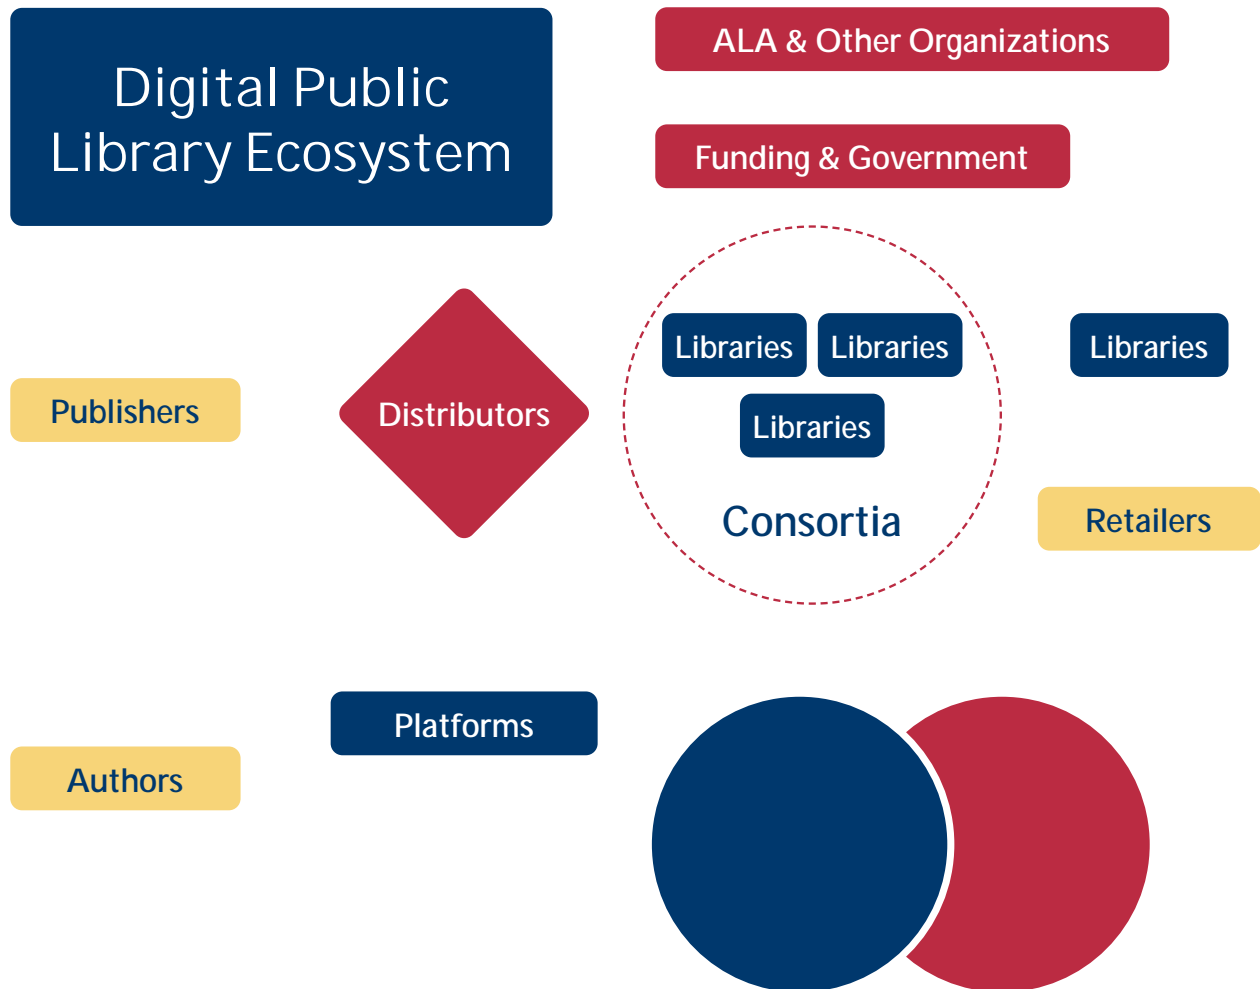 Digital Public
Library Ecosystem
ALA & Other Organizations
Funding & Government
Libraries
Libraries
Libraries
Libraries
Publishers
Distributors
Consortia
Retailers
Platforms
Authors